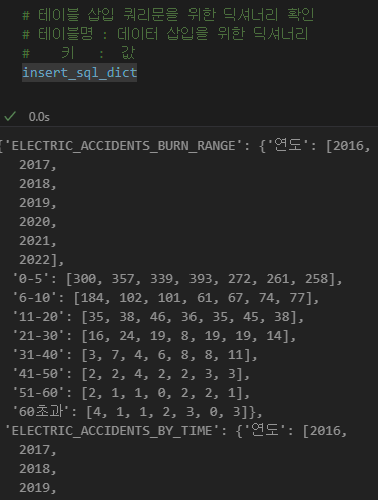 # 테이블 삽입 쿼리문을 위한 딕셔너리 확인
# 테이블명 : 데이터 삽입을 위한 딕셔너리
# 키 : 값
insert_sql_dict
0.0s
{'ELECTRIC_ACCIDENTS_BURN_RANGE': {'연도': [2016,
2017,
2018,
2019,
2020,
2021,
2022],
'0-5': [300, 357, 339, 393, 272, 261, 258],
'6-10': [184, 102, 101, 61, 67, 74, 77],
'11-20': [35, 38, 46, 36, 35, 45, 38],
'21-30': [16, 24, 19, 8, 19, 19, 14],
'31-40': [3, 7, 4, 6, 8, 8, 11],
'41-50': [2, 2, 4, 2, 2, 3, 3],
'51-60': [2, 1, 1, 0, 2, 2, 1],
'60초과': [4, 1, 1, 2, 3, 0, 3]},
'ELECTRIC_ACCIDENTS_BY_TIME': {'연도': [2016,
2017,
2018,
2019,